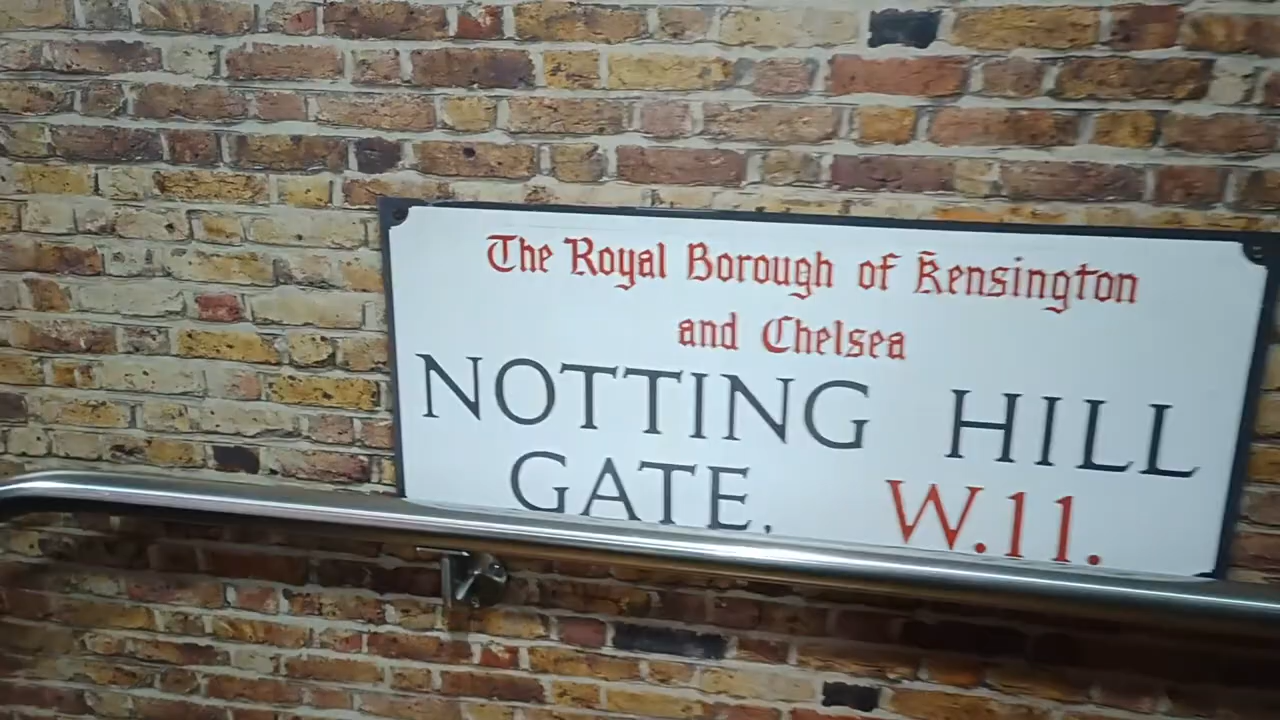 The Royal Borough of Kensington
and Chelsea
NOTTING HILL
GATE. W.11.